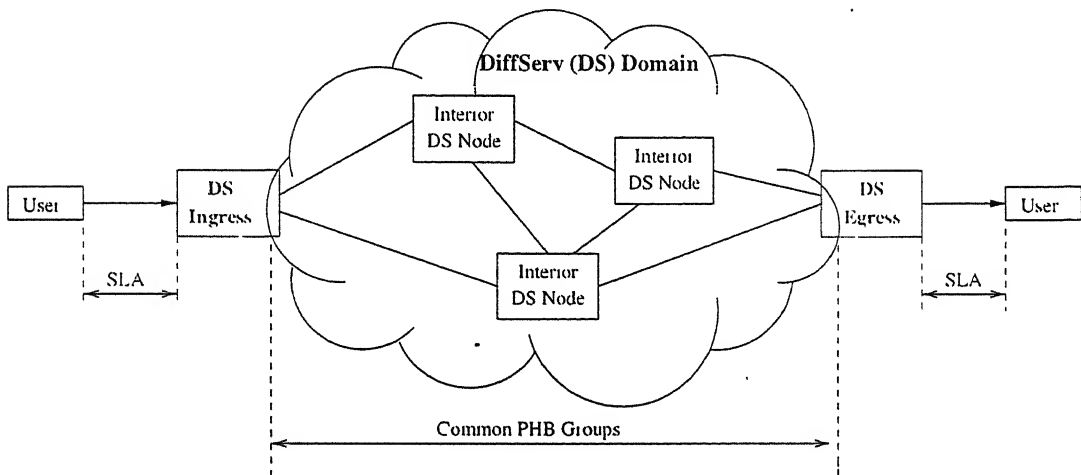 DiffServ (DS) Domain
Interior
DS Node
Interior
DS Node
User
DS
Ingress
DS
Egress
User
Interior
DS Node
SLA
SLA
Common PHB Groups